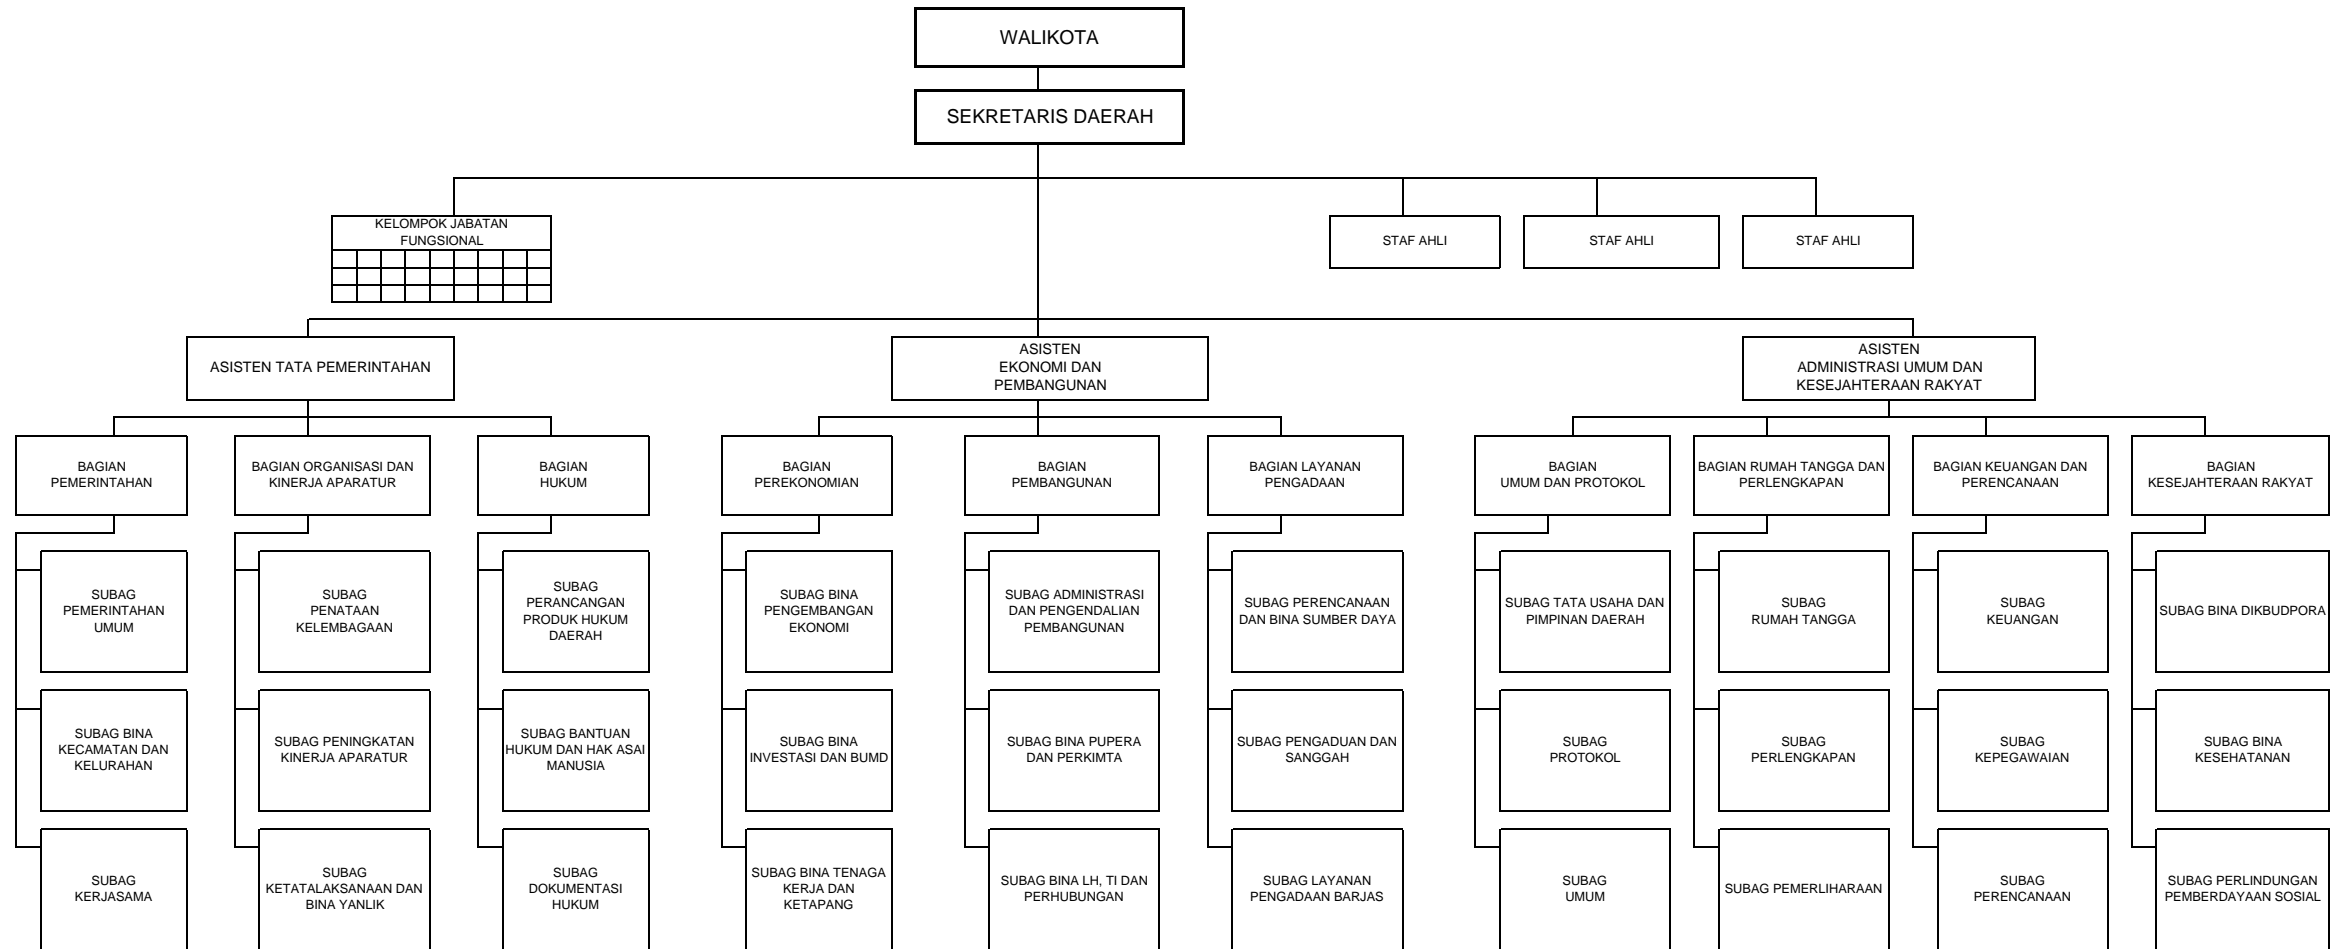 WALIKOTA
SEKRETARIS DAERAH
KELOMPOK JABATAN
FUNGSIONAL
STAF AHLI
STAF AHLI
STAF AHLI
ASISTEN TATA PEMERINTAHAN
ASISTEN
EKONOMI DAN
PEMBANGUNAN
ASISTEN
ADMINISTRASI UMUM DAN
KESEJAHTERAAN RAKYAT
BAGIAN
PEMERINTAHAN
BAGIAN ORGANISASI DAN
KINERJA APARATUR
BAGIAN
HUKUM
BAGIAN
PEREKONOMIAN
BAGIAN
PEMBANGUNAN
BAGIAN LAYANAN
PENGADAAN
BAGIAN
UMUM DAN PROTOKOL
BAGIAN RUMAH TANGGA DAN
PERLENGKAPAN
BAGIAN KEUANGAN DAN
PERENCANAAN
BAGIAN
KESEJAHTERAAN RAKYAT
SUBAG
PEMERINTAHAN
UMUM
SUBAG
PENATAAN
KELEMBAGAAN
SUBAG
PERANCANGAN
PRODUK HUKUM
DAERAH
SUBAG BINA
PENGEMBANGAN
EKONOMI
SUBAG ADMINISTRASI
DAN PENGENDALIAN
PEMBANGUNAN
SUBAG PERENCANAAN
DAN BINA SUMBER DAYA
SUBAG TATA USAHA DAN
PIMPINAN DAERAH
SUBAG
RUMAH TANGGA
SUBAG
KEUANGAN
SUBAG BINA DIKBUDPORA
SUBAG BINA
KECAMATAN DAN
KELURAHAN
SUBAG PENINGKATAN
KINERJA APARATUR
SUBAG BANTUAN
HUKUM DAN HAK ASAI
MANUSIA
SUBAG BINA
INVESTASI DAN BUMD
SUBAG BINA PUPERA
DAN PERKIMTA
SUBAG PENGADUAN DAN
SANGGAH
SUBAG
PROTOKOL
SUBAG
PERLENGKAPAN
SUBAG
KEPEGAWAIAN
SUBAG BINA
KESEHATANAN
SUBAG
KERJASAMA
SUBAG
KETATALAKSANAAN DAN
BINA YANLIK
SUBAG
DOKUMENTASI
HUKUM
SUBAG BINA TENAGA
KERJA DAN
KETAPANG
SUBAG BINA LH, TI DAN
PERHUBUNGAN
SUBAG LAYANAN
PENGADAAN BARJAS
SUBAG
UMUM
SUBAG PEMERLIHARAAN
SUBAG
PERENCANAAN
SUBAG PERLINDUNGAN
PEMBERDAYAAN SOSIAL